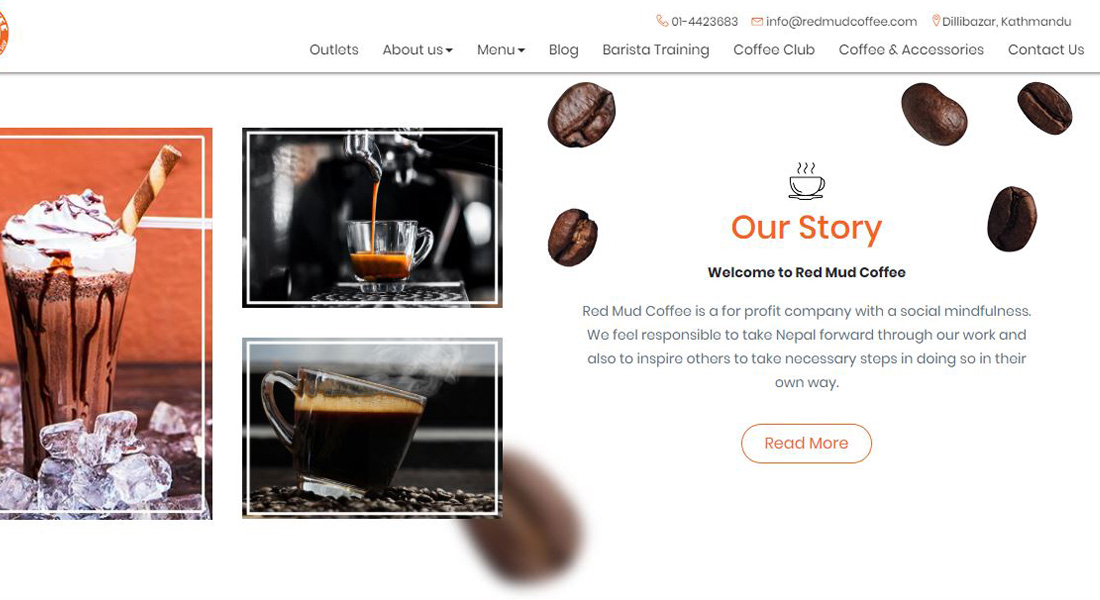 01-4423683 info@redmudcoffee.com Dillibazar, Kathmandu
Outlets About us Menu Blog Barista Training Coffee Club Coffee & Accessories Contact Us
Our Story
Welcome to Red Mud Coffee
Red Mud Coffee is a for profit company with a social mindfulness.
We feel responsible to take Nepal forward through our work and
also to inspire others to take necessary steps in doing so in their
own way.
Read More